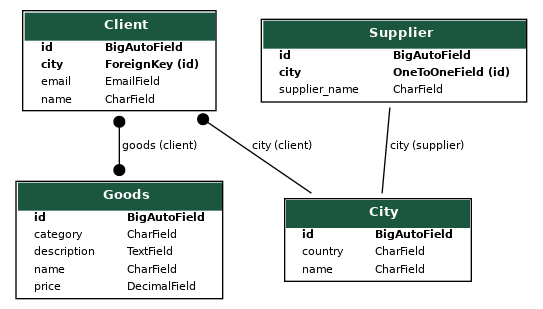 Client
id BigAutoField
city ForeignKey (id)
email EmailField
name CharField
Supplier
id BigAutoField
city OneToOneField (id)
supplier_name CharField
goods (client)
city (client)
city (supplier)
Goods
id BigAutoField
category CharField
description TextField
name CharField
price DecimalField
City
id BigAutoField
country CharField
name CharField